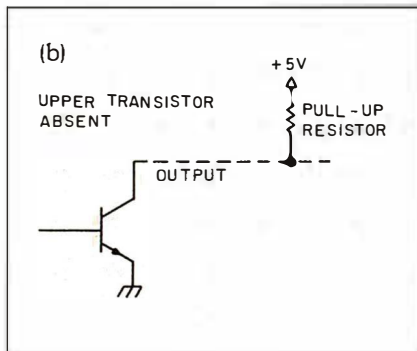 (b)
+5V
UPPER TRANSISTOR
ABSENT
PULL-UP
RESISTOR
OUTPUT